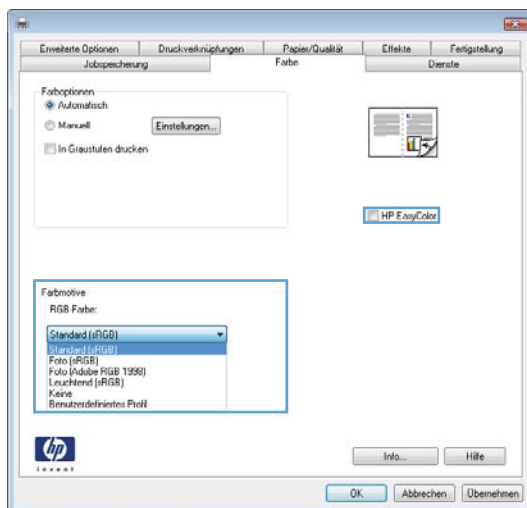 Erweiterte Optionen Druckverknüpfungen Papier/Qualität Effekte Fertigstellung
Jobspeicherung Farbe Dienste
Farboptionen
Automatisch
Manuell Einstellungen...
In Graustufen drucken
HP EasyColor
Farbmotive
RGB-Farbe:
Standard (sRGB)
Standard (sRGB)
Foto (sRGB)
Foto (Adobe RGB 1998)
Leuchtend (sRGB)
Keine
Benutzerdefiniertes Profil
hp
invent
Info... Hilfe
OK Abbrechen Übernehmen